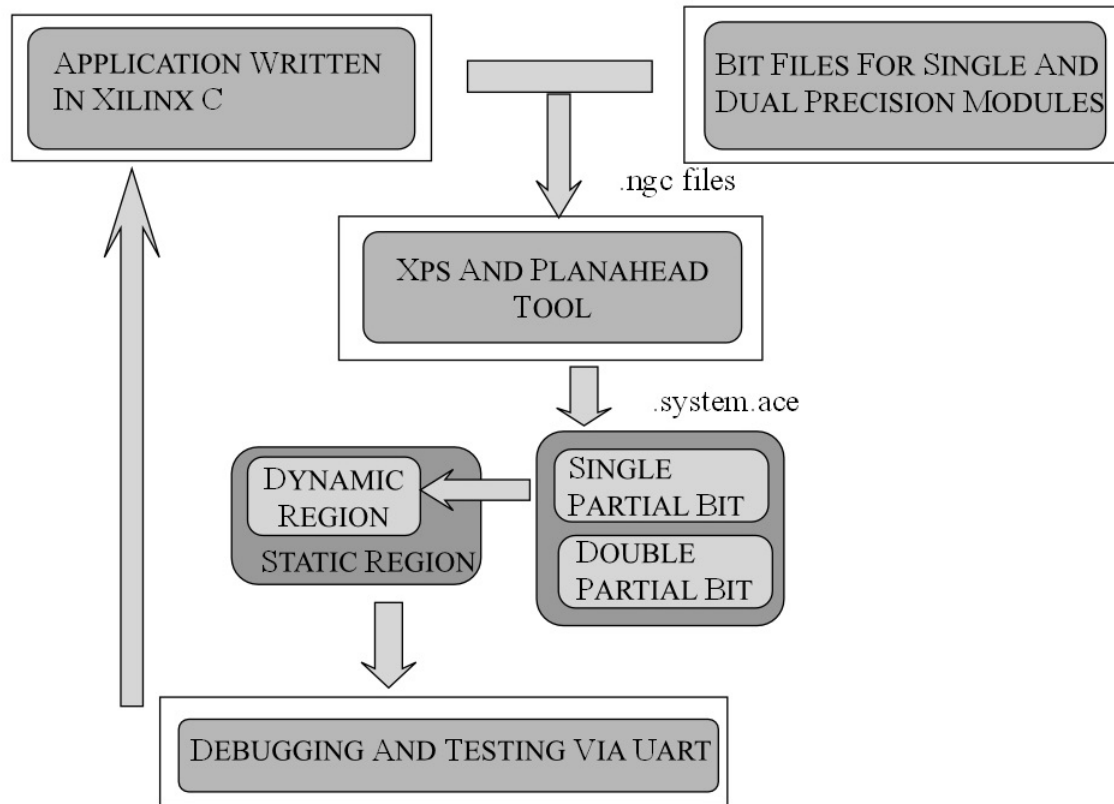 APPLICATION WRITTEN
IN XILINX C
BIT FILES FOR SINGLE AND
DUAL PRECISION MODULES
.ngc files
XPS AND PLANAHEAD
TOOL
.system.ace
DYNAMIC
REGION
STATIC REGION
SINGLE
PARTIAL BIT
DOUBLE
PARTIAL BIT
DEBUGGING AND TESTING VIA UART